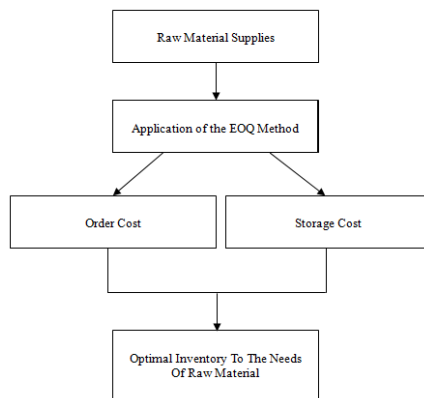 Raw Material Supplies
Application of the EOQ Method
Order Cost
Storage Cost
Optimal Inventory To The Needs
Of Raw Material